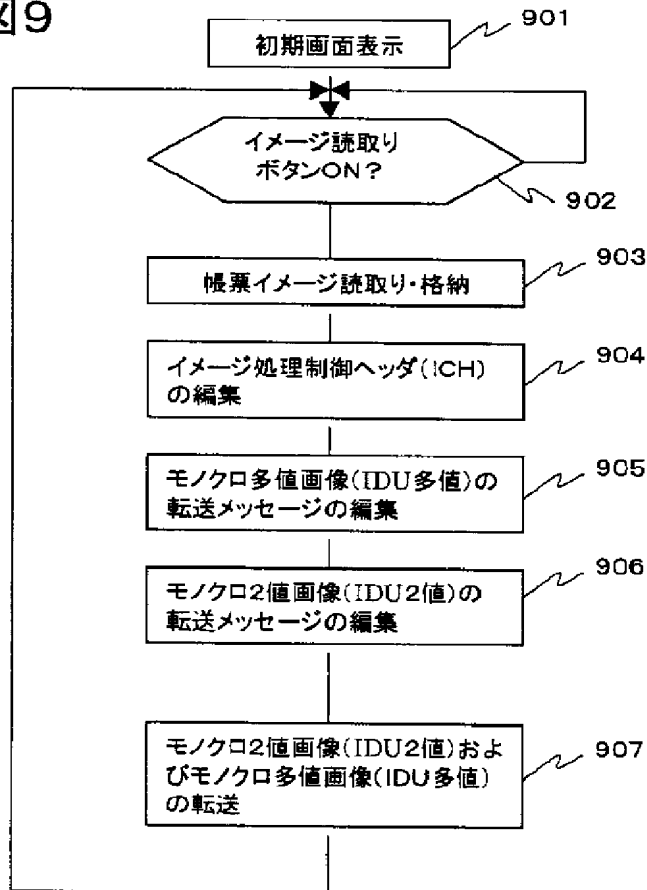 図9
初期画面表示
901
イメージ読取り
ボタンON?
902
帳票イメージ読取り・格納
903
イメージ処理制御ヘッダ(ICH)
の編集
904
モノクロ多値画像(IDU多値)の
転送メッセージの編集
905
モノクロ2値画像(IDU2値)の
転送メッセージの編集
906
モノクロ2値画像(IDU2値)およ
びモノクロ多値画像(IDU多値)
の転送
907